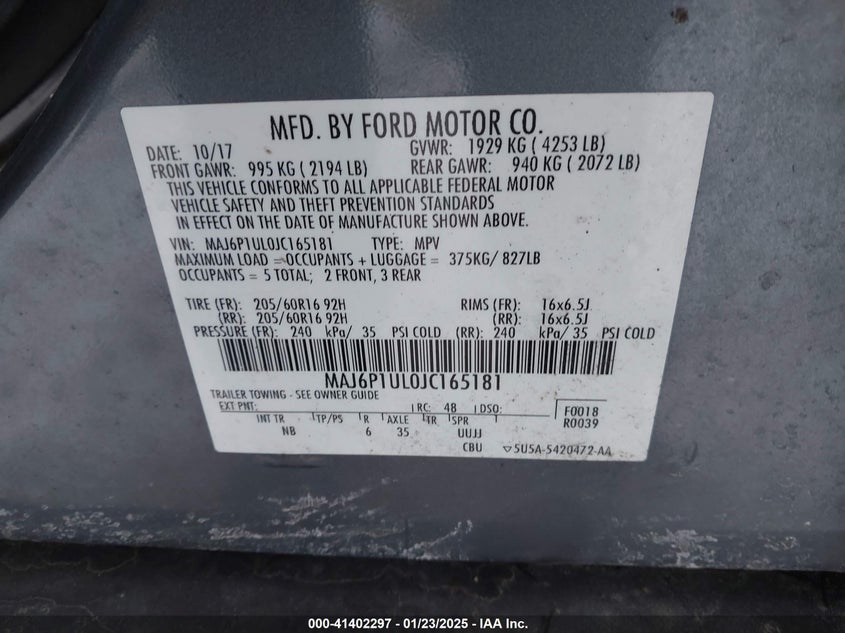 MFD. BY FORD MOTOR CO.
DATE: 10/17 GVWR: 1929 KG ( 4253 LB)
FRONT GAWR: 995 KG ( 2194 LB) REAR GAWR: 940 KG ( 2072 LB)
THIS VEHICLE CONFORMS TO ALL APPLICABLE FEDERAL MOTOR
VEHICLE SAFETY AND THEFT PREVENTION STANDARDS
IN EFFECT ON THE DATE OF MANUFACTURE SHOWN ABOVE.
VIN: MAJ6P1UL0JC165181 TYPE: MPV
MAXIMUM LOAD = OCCUPANTS + LUGGAGE = 375KG/ 827LB
OCCUPANTS = 5 TOTAL; 2 FRONT, 3 REAR
TIRE (FR): 205/60R16 92H RIMS (FR): 16x6.5J
(RR): 205/60R16 92H (RR): 16x6.5J
PRESSURE (FR): 240 kPa/ 35 PSI COLD (RR): 240 kPa/ 35 PSI COLD
MAJ6P1UL0JC165181
TRAILER TOWING - SEE OWNER GUIDE
EXT PNT: RC: 48 DSO: F0018
INT TR TP/PS R AXLE TR SPR R0039
NB 6 35 UUJJ
CBU 5U5A-5420472-AA
000-41402297 - 01/23/2025 - IAA Inc.